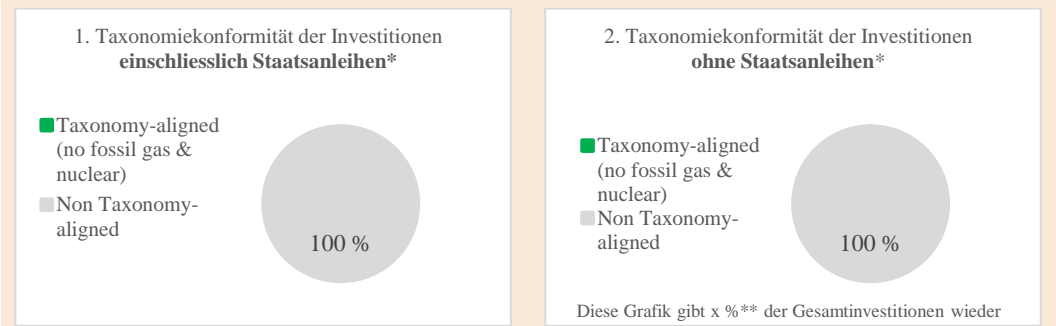 1. Taxonomiekonformität der Investitionen
einschliesslich Staatsanleihen*
Taxonomy-aligned
(no fossil gas &
nuclear)
Non Taxonomy-
aligned
100 %
2. Taxonomiekonformität der Investitionen
ohne Staatsanleihen*
Taxonomy-aligned
(no fossil gas &
nuclear)
Non Taxonomy-
aligned
100 %
Diese Grafik gibt x %** der Gesamtinvestitionen wieder